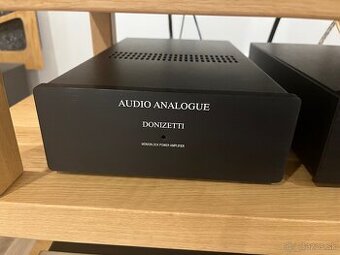 AUDIO ANALOGUE
DONIZETTI
MONOBLOCK POWER AMPLIFIER